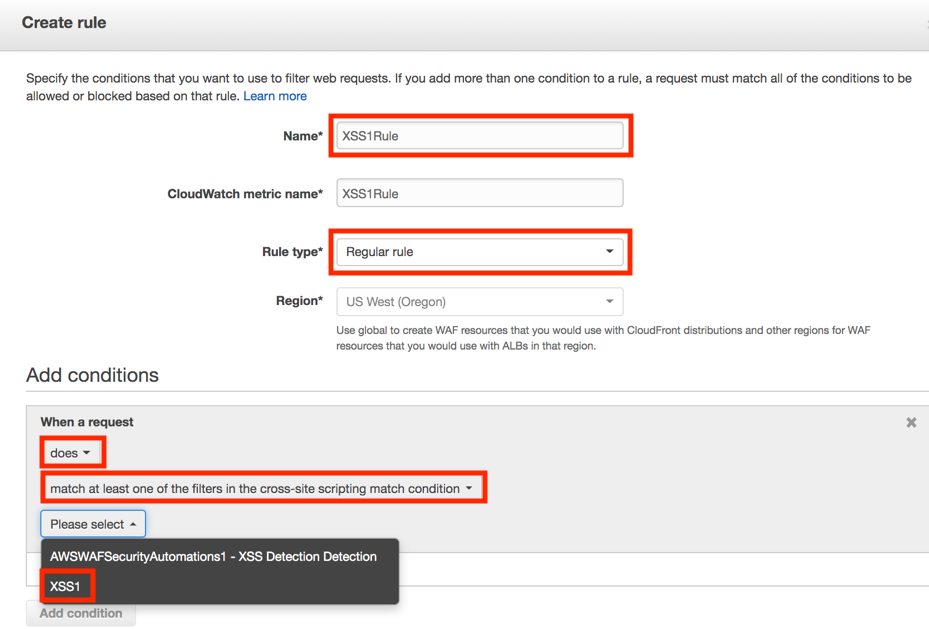 Create rule
Specify the conditions that you want to use to filter web requests. If you add more than one condition to a rule, a request must match all of the conditions to be
allowed or blocked based on that rule. Learn more
Name* XSS1Rule
CloudWatch metric name* XSS1Rule
Rule type* Regular rule
Region* US West (Oregon)
Use global to create WAF resources that you would use with CloudFront distributions and other regions for WAF
resources that you would use with ALBs in that region.
Add conditions
When a request
does
match at least one of the filters in the cross-site scripting match condition
Please select
AWSWAFSecurityAutomations1 - XSS Detection Detection
XSS1
Add condition